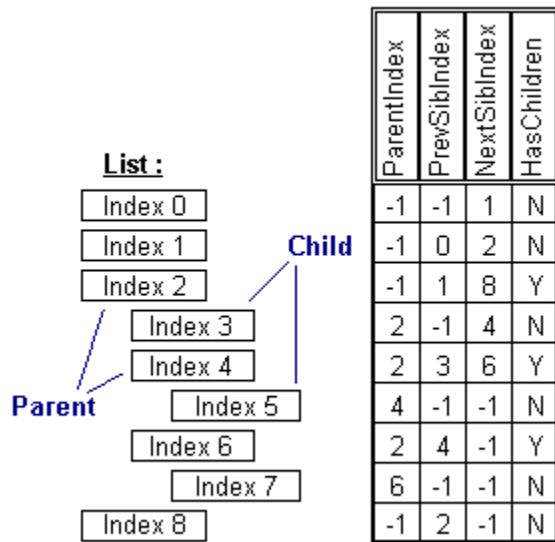 ParentIndex PrevSibIndex NextSibIndex HasChildren
List :
Index 0 -1 -1 1 N
Index 1 Child -1 0 2 N
Index 2 -1 1 8 Y
Index 3 2 -1 4 N
Index 4 2 3 6 Y
Parent Index 5 4 -1 -1 N
Index 6 2 4 -1 Y
Index 7 6 -1 -1 N
Index 8 -1 2 -1 N